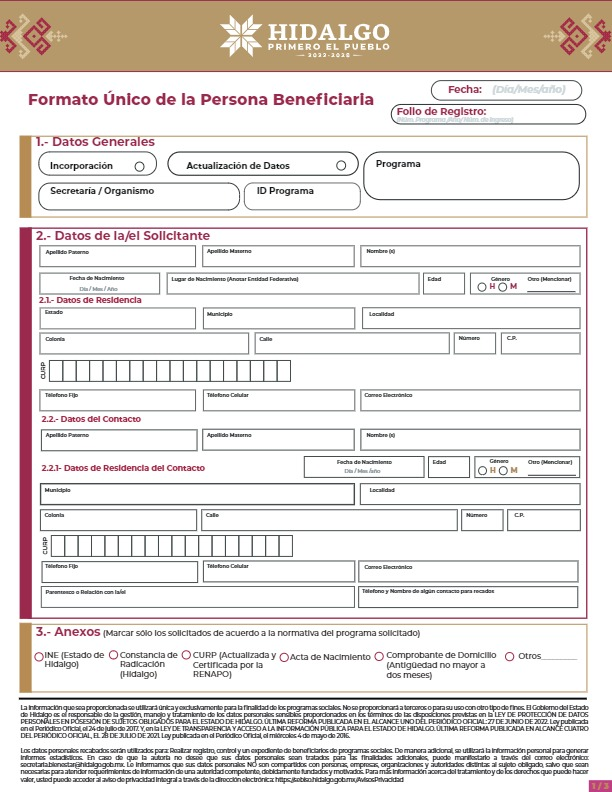 HIDALGO
PRIMERO EL PUEBLO
2022-2028
Formato Único de la Persona Beneficiaria
Fecha: (Día/Mes/año)
Folio de Registro:
1.- Datos Generales
Incorporación
Actualización de Datos
Programa
Secretaría / Organismo
ID Programa
2.- Datos de la/el Solicitante
Apellido Paterno
Apellido Materno
Nombre (s)
Fecha de Nacimiento
Día / Mes / Año
Lugar de Nacimiento (Anotar Entidad Federativa)
Edad
Género
H M
Otro (Mencionar)
2.1.- Datos de Residencia
Estado
Municipio
Localidad
Colonia
Calle
Número
C.P.
CURP
Télefono Fijo
Télefono Celular
Correo Electrónico
2.2.- Datos del Contacto
Apellido Paterno
Apellido Materno
Nombre (s)
2.2.1- Datos de Residencia del Contacto
Fecha de Nacimiento
Día / Mes /año
Edad
Género
H M
Otro (Mencionar)
Municipio
Localidad
Colonia
Calle
Número
C.P.
CURP
Télefono Fijo
Télefono Celular
Correo Electrónico
Parentesco o Relación con la/el
Télefono y Nombre de algún contacto para recados
3.- Anexos (Marcar sólo los solicitados de acuerdo a la normativa del programa solicitado)
INE (Estado de
Hidalgo)
Constancia de
Radicación
(Hidalgo)
CURP (Actualizada y
Certificada por la
RENAPO)
Acta de Nacimiento
Comprobante de Domicilio
(Antigüedad no mayor a
dos meses)
Otros________
La información que sea proporcionada se utilizará única y exclusivamente para la finalidad de los programas sociales. No se proporcionará a terceros o para su uso con otro tipo de fines. El Gobierno del Estado
de Hidalgo es el responsable de la gestión, manejo y tratamiento de los datos personales sensibles proporcionados en los términos de las disposiciones previstas en la LEY DE PROTECCIÓN DE DATOS
PERSONALES EN POSESIÓN DE SUJETOS OBLIGADOS PARA EL ESTADO DE HIDALGO. ÚLTIMA REFORMA PUBLICADA EN EL ALCANCE UNO DEL PERIÓDICO OFICIAL:27 DE JUNIO DE 2022. Ley publicada
en el Periódico Oficial, el 24 de julio de 2017. Y, en la LEY DE TRANSPARENCIA Y ACCESO A LA INFORMACIÓN PÚBLICA PARA EL ESTADO DE HIDALGO. ÚLTIMA REFORMA PUBLICADA EN ALCANCE CUATRO
DEL PERIÓDICO OFICIAL, EL 28 DE JULIO DE 2021. Ley publicada en el Periódico Oficial, el miércoles 4 de mayo de 2016.
Los datos personales recabados serán utilizados para: Realizar registro, control y un expediente de beneficiarios de programas sociales. De manera adicional, se utilizará la información personal para generar
informes estadísticos. En caso de que la autoria no desee que sus datos personales sean tratados para las finalidades adicionales, puede manifestarlo a través del correo electrónico:
secretaria.bienestar@hidalgo.gob.mx. Le informamos que sus datos personales NO son compartidos con personas, empresas, organizaciones y autoridades distintas al sujeto obligado, salvo que sean
necesarias para atender requerimientos de información de una autoridad competente, debidamente fundados y motivados. Para más información acerca del tratamiento y de los derechos que puede hacer
valer, usted puede acceder al aviso de privacidad integral a través de la dirección electrónica: https://sebiso.hidalgo.gob.mx/AvisosPrivacidad
1 / 3